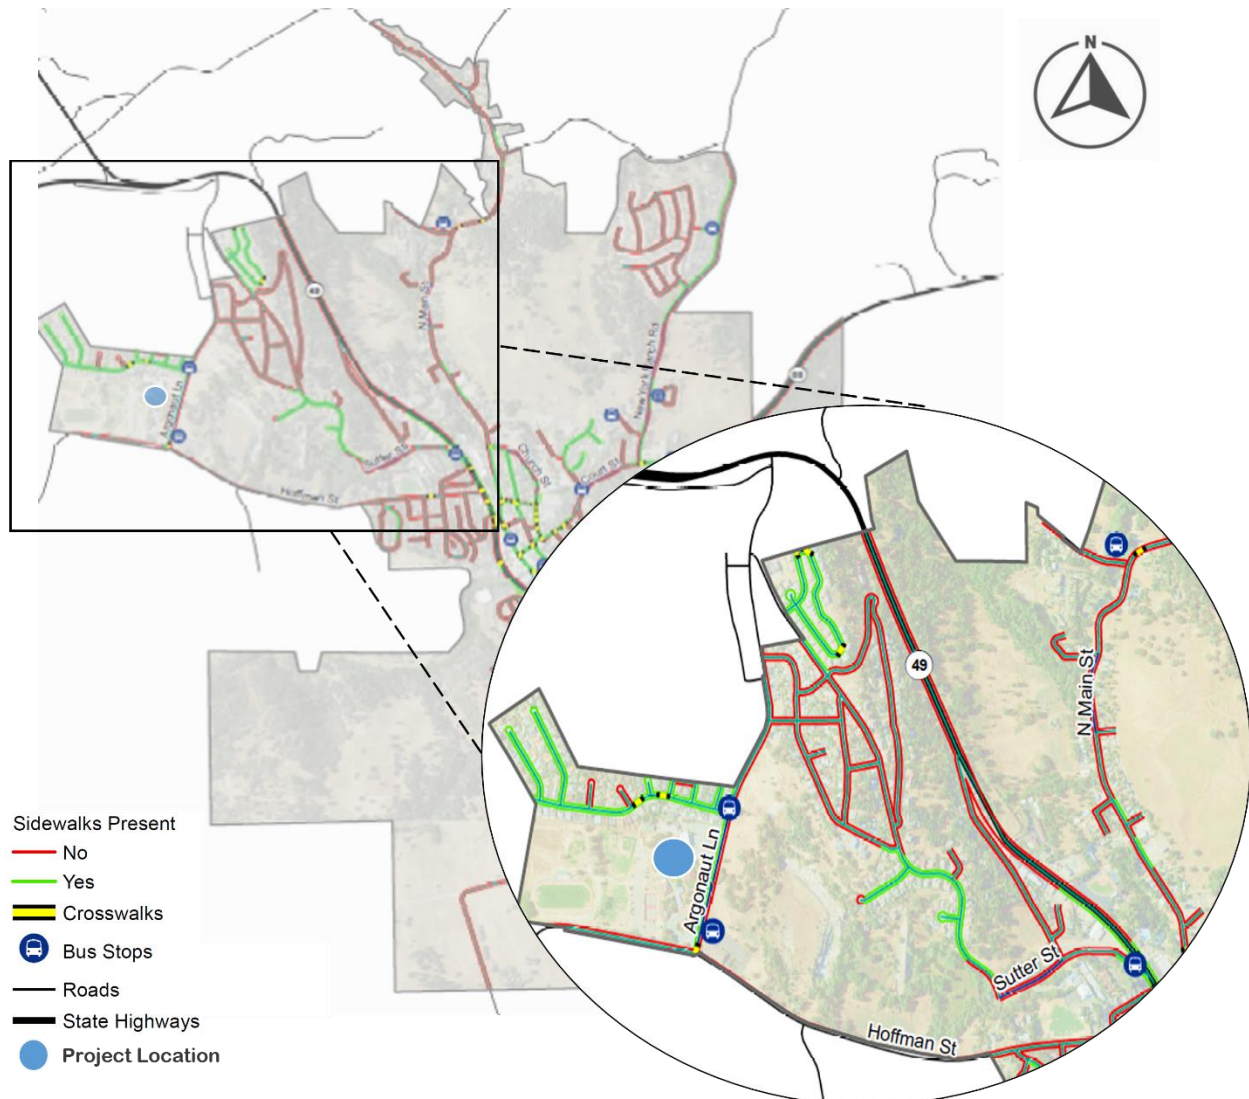 N
49
N Main St
88
Argonaut Ln
New York Ranch Rd
Church St
Court St
Sutter St
Hoffman St
49
N Main St
Argonaut Ln
Sutter St
Hoffman St
Sidewalks Present
No
Yes
Crosswalks
Bus Stops
Roads
State Highways
Project Location